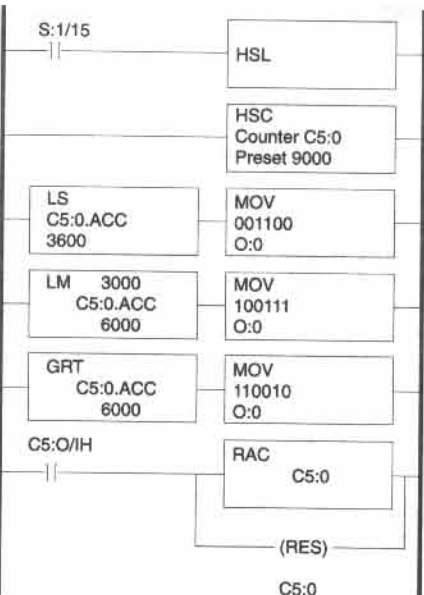 S:1/15
HSL
HSC
Counter C5:0
Preset 9000
LS
C5:0.ACC
3600
MOV
001100
O:0
LM 3000
C5:0.ACC
6000
MOV
100111
O:0
GRT
C5:0.ACC
6000
MOV
110010
O:0
C5:O/IH
RAC
C5:0
(RES)
C5:0